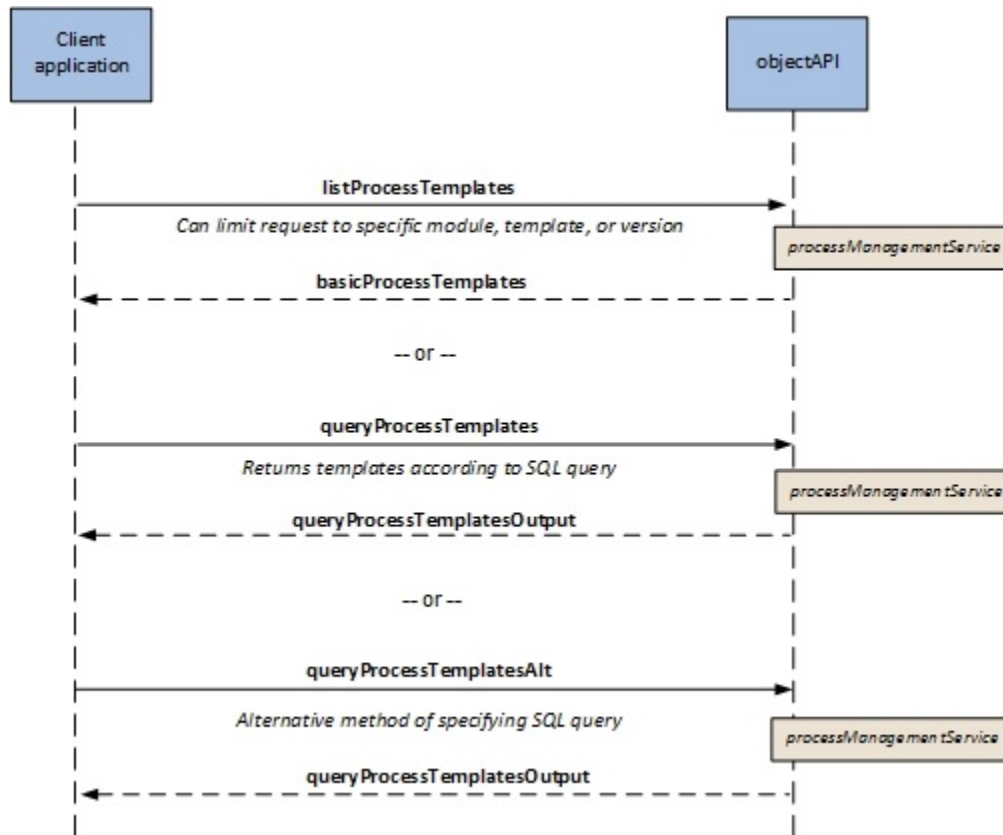 Client
application
objectAPI
listProcessTemplates
Can limit request to specific module, template, or version
processManagementService
basicProcessTemplates
-- or --
queryProcessTemplates
Returns templates according to SQL query
processManagementService
queryProcessTemplatesOutput
-- or --
queryProcessTemplatesAlt
Alternative method of specifying SQL query
processManagementService
queryProcessTemplatesOutput